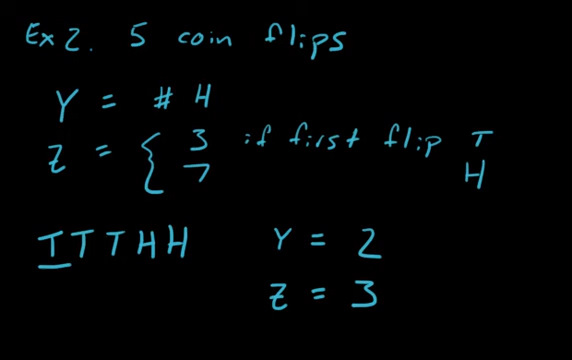 Ex 2. 5 coin flips
Y = # H
Z = { 3 if first flip T
7 H
TTTHH Y = 2
Z = 3